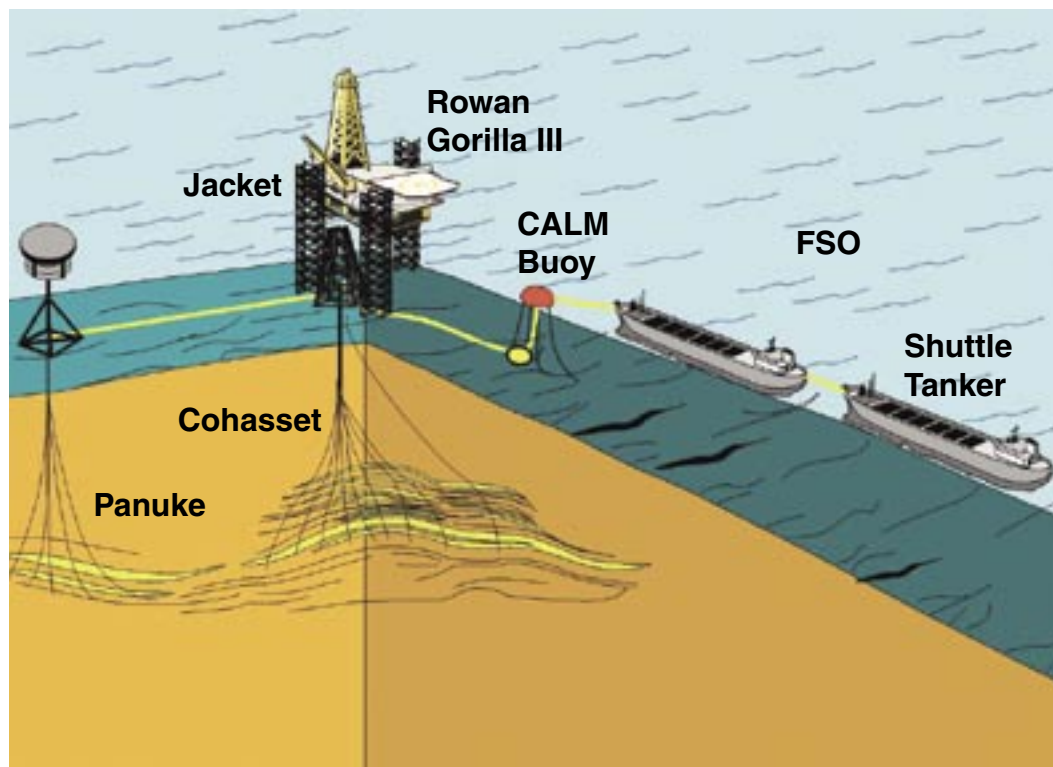 Rowan
Gorilla III
Jacket
CALM
Buoy
FSO
Shuttle
Tanker
Cohasset
Panuke